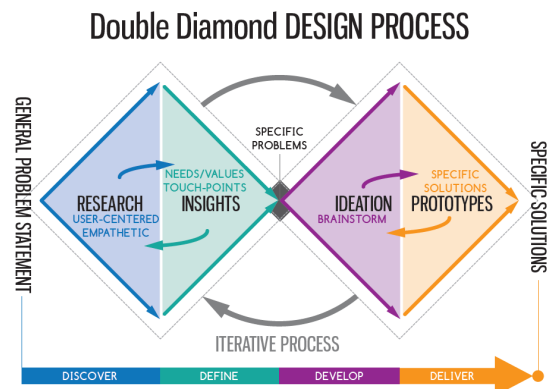 Double Diamond DESIGN PROCESS
GENERAL PROBLEM STATEMENT
SPECIFIC
PROBLEMS
RESEARCH
USER-CENTERED
EMPATHETIC
NEEDS/VALUES
TOUCH-POINTS
INSIGHTS
IDEATION
BRAINSTORM
SPECIFIC
SOLUTIONS
PROTOTYPES
SPECIFIC SOLUTIONS
ITERATIVE PROCESS
DISCOVER
DEFINE
DEVELOP
DELIVER